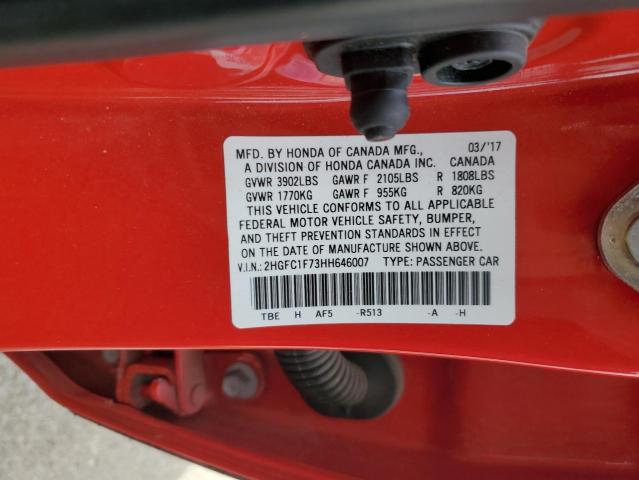 MFD. BY HONDA OF CANADA MFG., 03/'17
A DIVISION OF HONDA CANADA INC. CANADA
GVWR 3902LBS GAWR F 2105LBS R 1808LBS
GVWR 1770KG GAWR F 955KG R 820KG
THIS VEHICLE CONFORMS TO ALL APPLICABLE
FEDERAL MOTOR VEHICLE SAFETY, BUMPER,
AND THEFT PREVENTION STANDARDS IN EFFECT
ON THE DATE OF MANUFACTURE SHOWN ABOVE.
V.I.N.: 2HGFC1F73HH646007 TYPE: PASSENGER CAR
TBE H AF5 -R513 -A -H